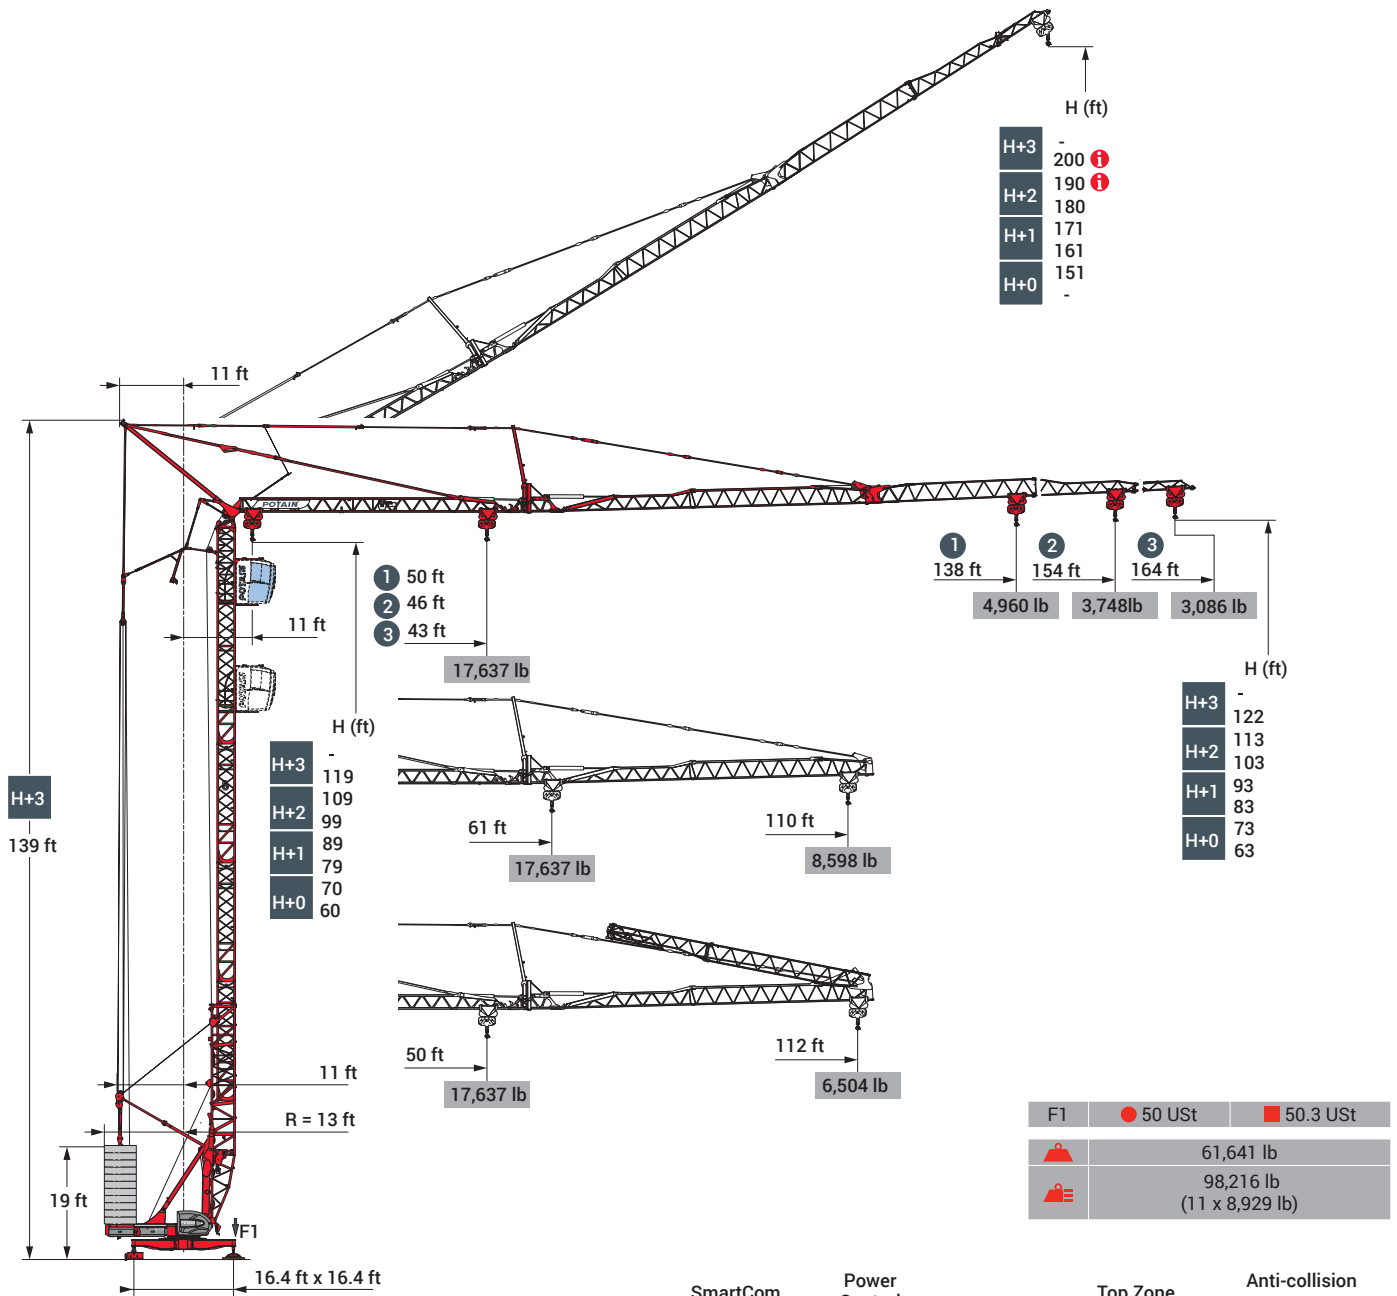 H (ft)
H+3 -
200 i
H+2 190 i
180
H+1 171
161
H+0 151
-
11 ft
POTAIN
POTAIN
1 50 ft
2 46 ft
3 43 ft
17,637 lb
11 ft
1 138 ft
4,960 lb
2 154 ft
3,748lb
3 164 ft
3,086 lb
H (ft)
H+3 -
119
H+2 109
99
H+1 89
79
H+0 70
60
H (ft)
H+3 -
122
H+2 113
103
H+1 93
83
H+0 73
63
H+3
139 ft
61 ft
17,637 lb
110 ft
8,598 lb
50 ft
17,637 lb
112 ft
6,504 lb
11 ft
R = 13 ft
19 ft
F1
16.4 ft x 16.4 ft
F1 50 USt 50.3 USt
61,641 lb
98,216 lb
(11 x 8,929 lb)
SmartCom
Power
Top Zone
Anti-collision